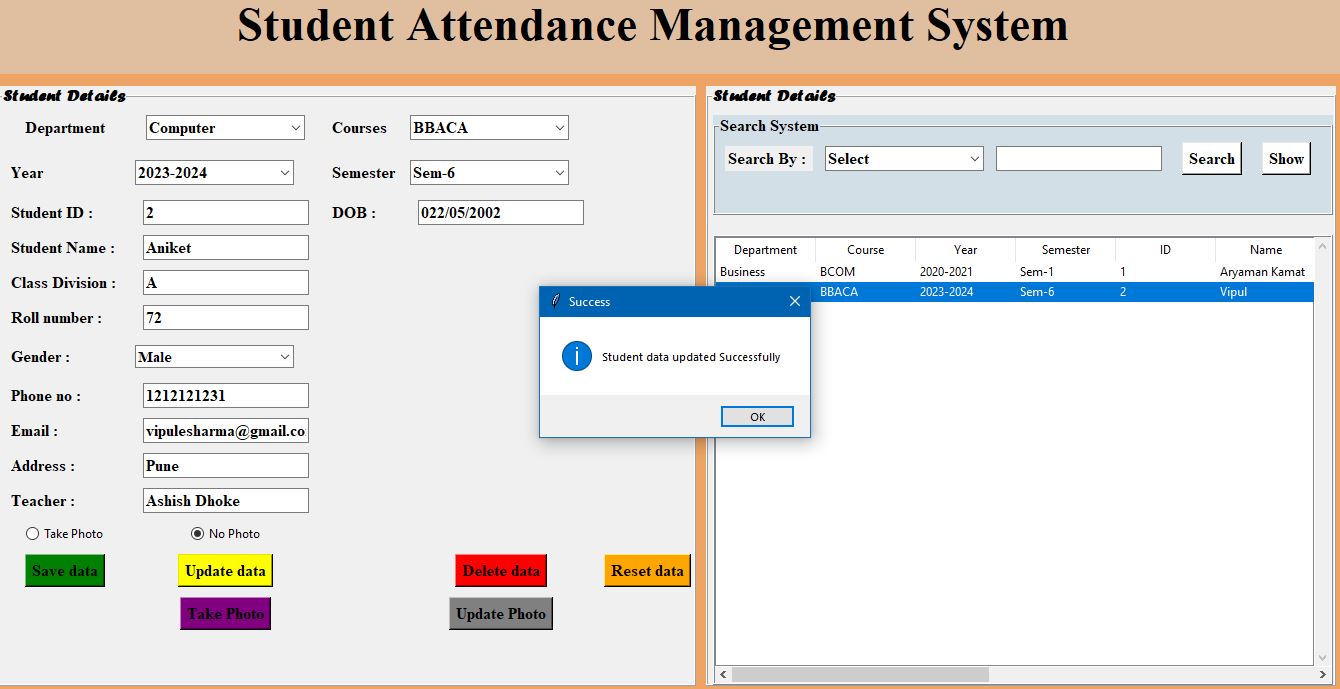 Student Attendance Management System
Student Details
Department Computer Courses BBACA
Year 2023-2024 Semester Sem-6
Student ID : 2 DOB : 022/05/2002
Student Name : Aniket
Class Division : A
Roll number : 72
Gender : Male
Phone no : 1212121231
Email : vipulesharma@gmail.co
Address : Pune
Teacher : Ashish Dhoke
Take Photo No Photo
Save data Update data Delete data Reset data
Take Photo Update Photo
Student Details
Search System
Search By : Select Search Show
Department Course Year Semester ID Name
Business BCOM 2020-2021 Sem-1 1 Aryaman Kamat
BBACA 2023-2024 Sem-6 2 Vipul
Success
Student data updated Successfully
OK